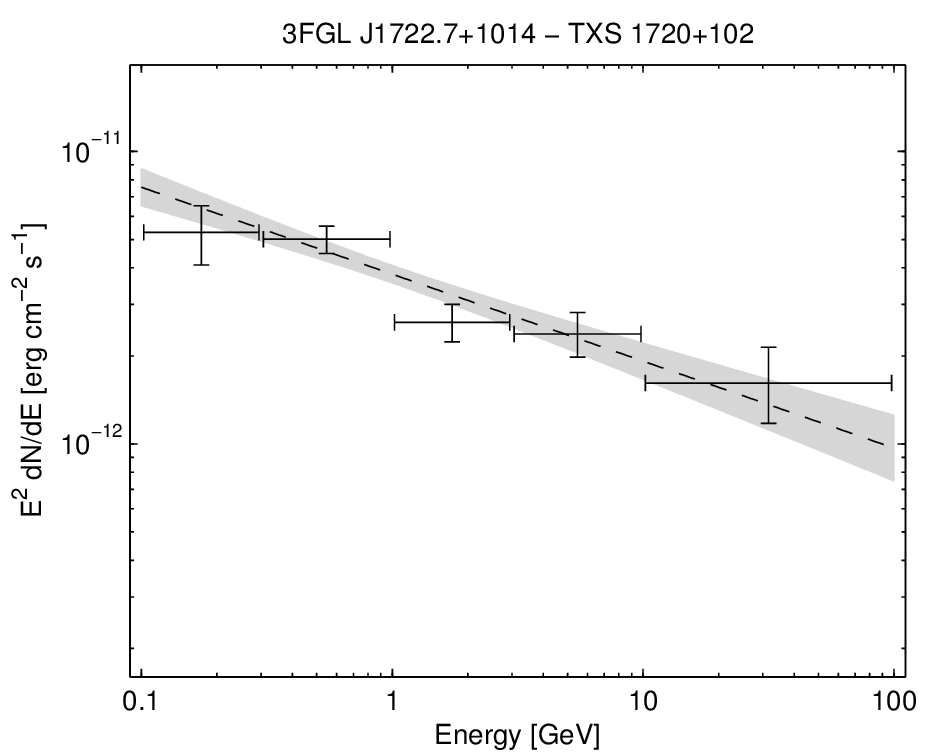 3FGL J1722.7+1014 − TXS 1720+102
10⁻¹¹
10⁻¹²
E² dN/dE [erg cm⁻² s⁻¹]
0.1 1 10 100
Energy [GeV]